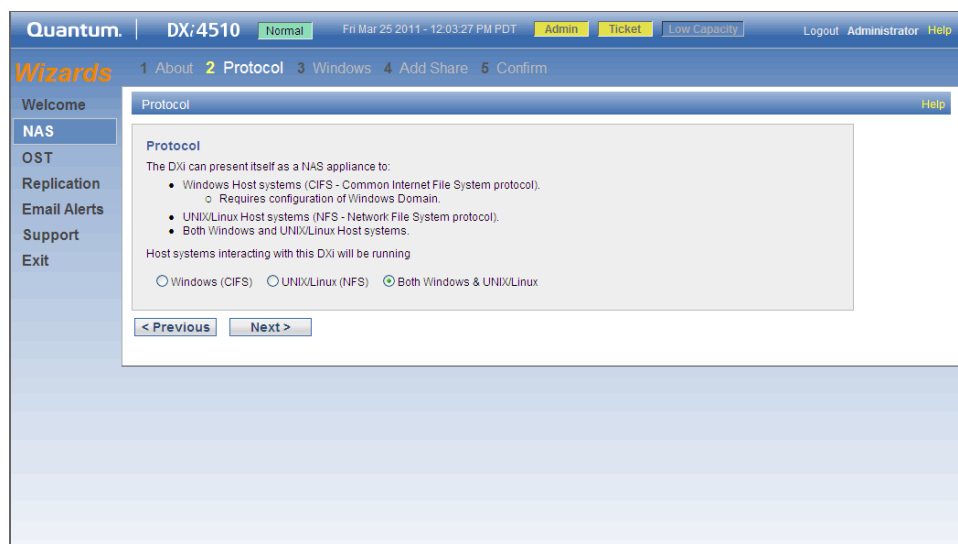 Quantum. DXi4510 Normal Fri Mar 25 2011 - 12:03:27 PM PDT Admin Ticket Low Capacity Logout Administrator Help
Wizards 1 About 2 Protocol 3 Windows 4 Add Share 5 Confirm
Welcome
NAS
OST
Replication
Email Alerts
Support
Exit
Protocol Help
Protocol
The DXi can present itself as a NAS appliance to:
• Windows Host systems (CIFS - Common Internet File System protocol).
o Requires configuration of Windows Domain.
• UNIX/Linux Host systems (NFS - Network File System protocol).
• Both Windows and UNIX/Linux Host systems.
Host systems interacting with this DXi will be running
Windows (CIFS) UNIX/Linux (NFS) Both Windows & UNIX/Linux
< Previous Next >